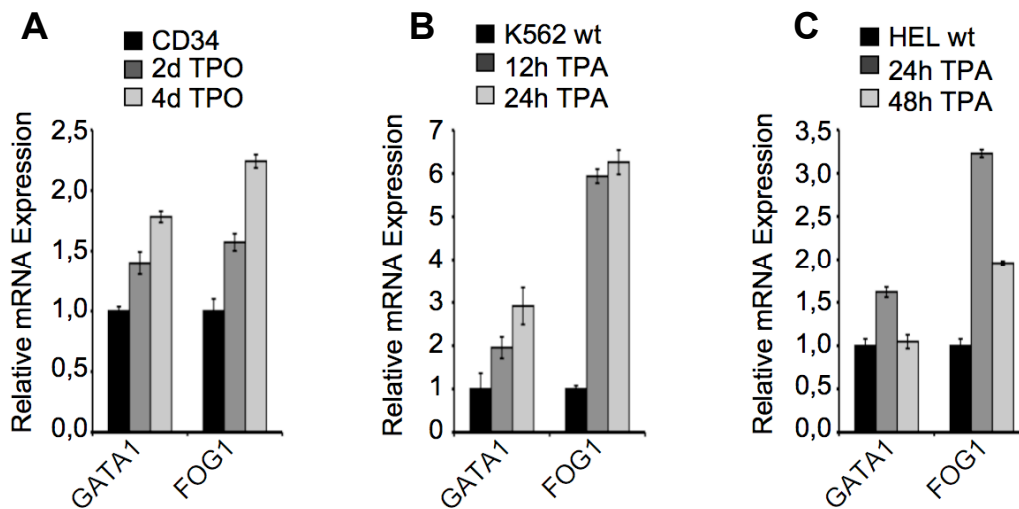 A
CD34
2d TPO
4d TPO
Relative mRNA Expression
2,5
2,0
1,5
1,0
0,5
0,0
GATA1
FOG1
B
K562 wt
12h TPA
24h TPA
Relative mRNA Expression
7
6
5
4
3
2
1
0
GATA1
FOG1
C
HEL wt
24h TPA
48h TPA
Relative mRNA Expression
3,5
3,0
2,5
2,0
1,5
1,0
0,5
0,0
GATA1
FOG1